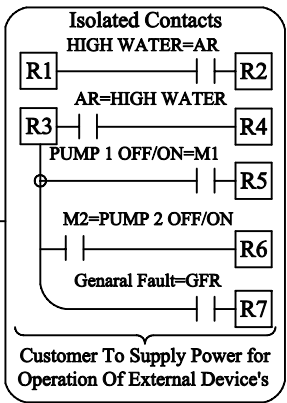 Isolated Contacts
HIGH WATER=AR
R1 R2
AR=HIGH WATER
R3 R4
PUMP 1 OFF/ON=M1
R5
M2=PUMP 2 OFF/ON
R6
Genaral Fault=GFR
R7
Customer To Supply Power for
Operation Of External Device's